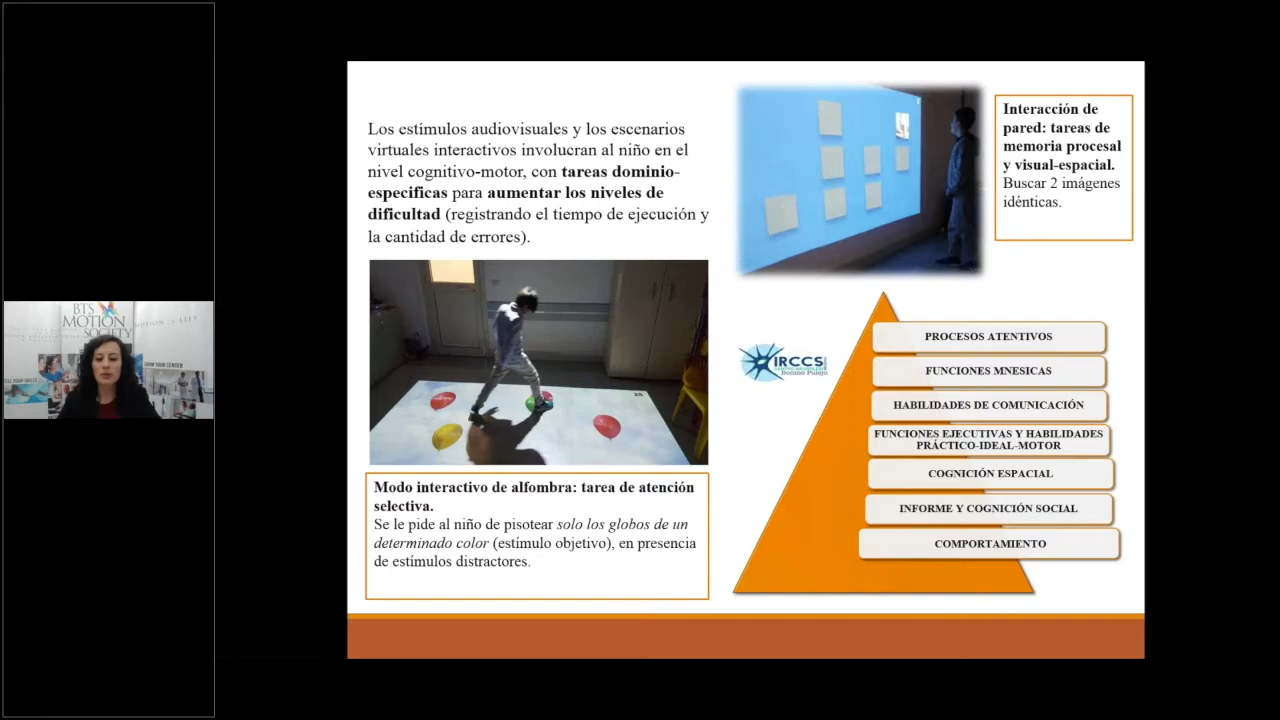 BTS
MOTION
SOCIETY
Los estímulos audiovisuales y los escenarios
virtuales interactivos involucran al niño en el
nivel cognitivo-motor, con tareas dominio-
especificas para aumentar los niveles de
dificultad (registrando el tiempo de ejecución y
la cantidad de errores).
Modo interactivo de alfombra: tarea de atención
selectiva.
Se le pide al niño de pisotear solo los globos de un
determinado color (estímulo objetivo), en presencia
de estímulos distractores.
Interacción de
pared: tareas de
memoria procesal
y visual-espacial.
Buscar 2 imágenes
idénticas.
IRCCS
Bonino Pulejo
PROCESOS ATENTIVOS
FUNCIONES MNESICAS
HABILIDADES DE COMUNICACIÓN
FUNCIONES EJECUTIVAS Y HABILIDADES
PRÁCTICO-IDEAL-MOTOR
COGNICIÓN ESPACIAL
INFORME Y COGNICIÓN SOCIAL
COMPORTAMIENTO